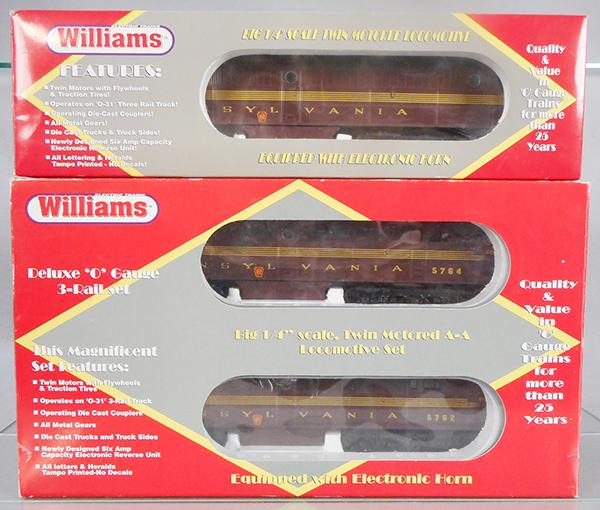 ELECTRIC TRAINS
Williams
BIG 1/4" SCALE TWIN MOTORED LOCOMOTIVE
FEATURES:
Twin Motors with Flywheels
& Traction Tires!
Operates on 'O-31' Three Rail Track!
Operating Die-Cast Couplers!
All Metal Gears!
Die Cast Trucks & Truck Sides!
Newly Designed Six Amp Capacity
Electronic Reverse Unit!
All Lettering & Heralds
Tampo Printed - No Decals!
SYLVANIA
EQUIPPED WITH ELECTRONIC HORN
Quality
&
Value
in
'O' Gauge
Trains
for more
than
25
Years
ELECTRIC TRAINS
Williams
Deluxe 'O' Gauge
3-Rail set
NSYLVANIA 5764
Big 1/4" scale, Twin Motored A-A
Locomotive Set
This Magnificent
Set Features:
Twin Motors with Flywheels
& Traction Tires
Operates on 'O-31' 3-Rail Track
Operating Die Cast Couplers
All Metal Gears
Die Cast Trucks and Truck Sides
Newly Designed Six Amp
Capacity Electronic Reverse Unit
All letters & Heralds
Tampo Printed-No Decals
SYLVANIA 5762
Equipped with Electronic Horn
Quality
&
Value
in
'O'
Gauge
Trains
for
more
than
25
Years